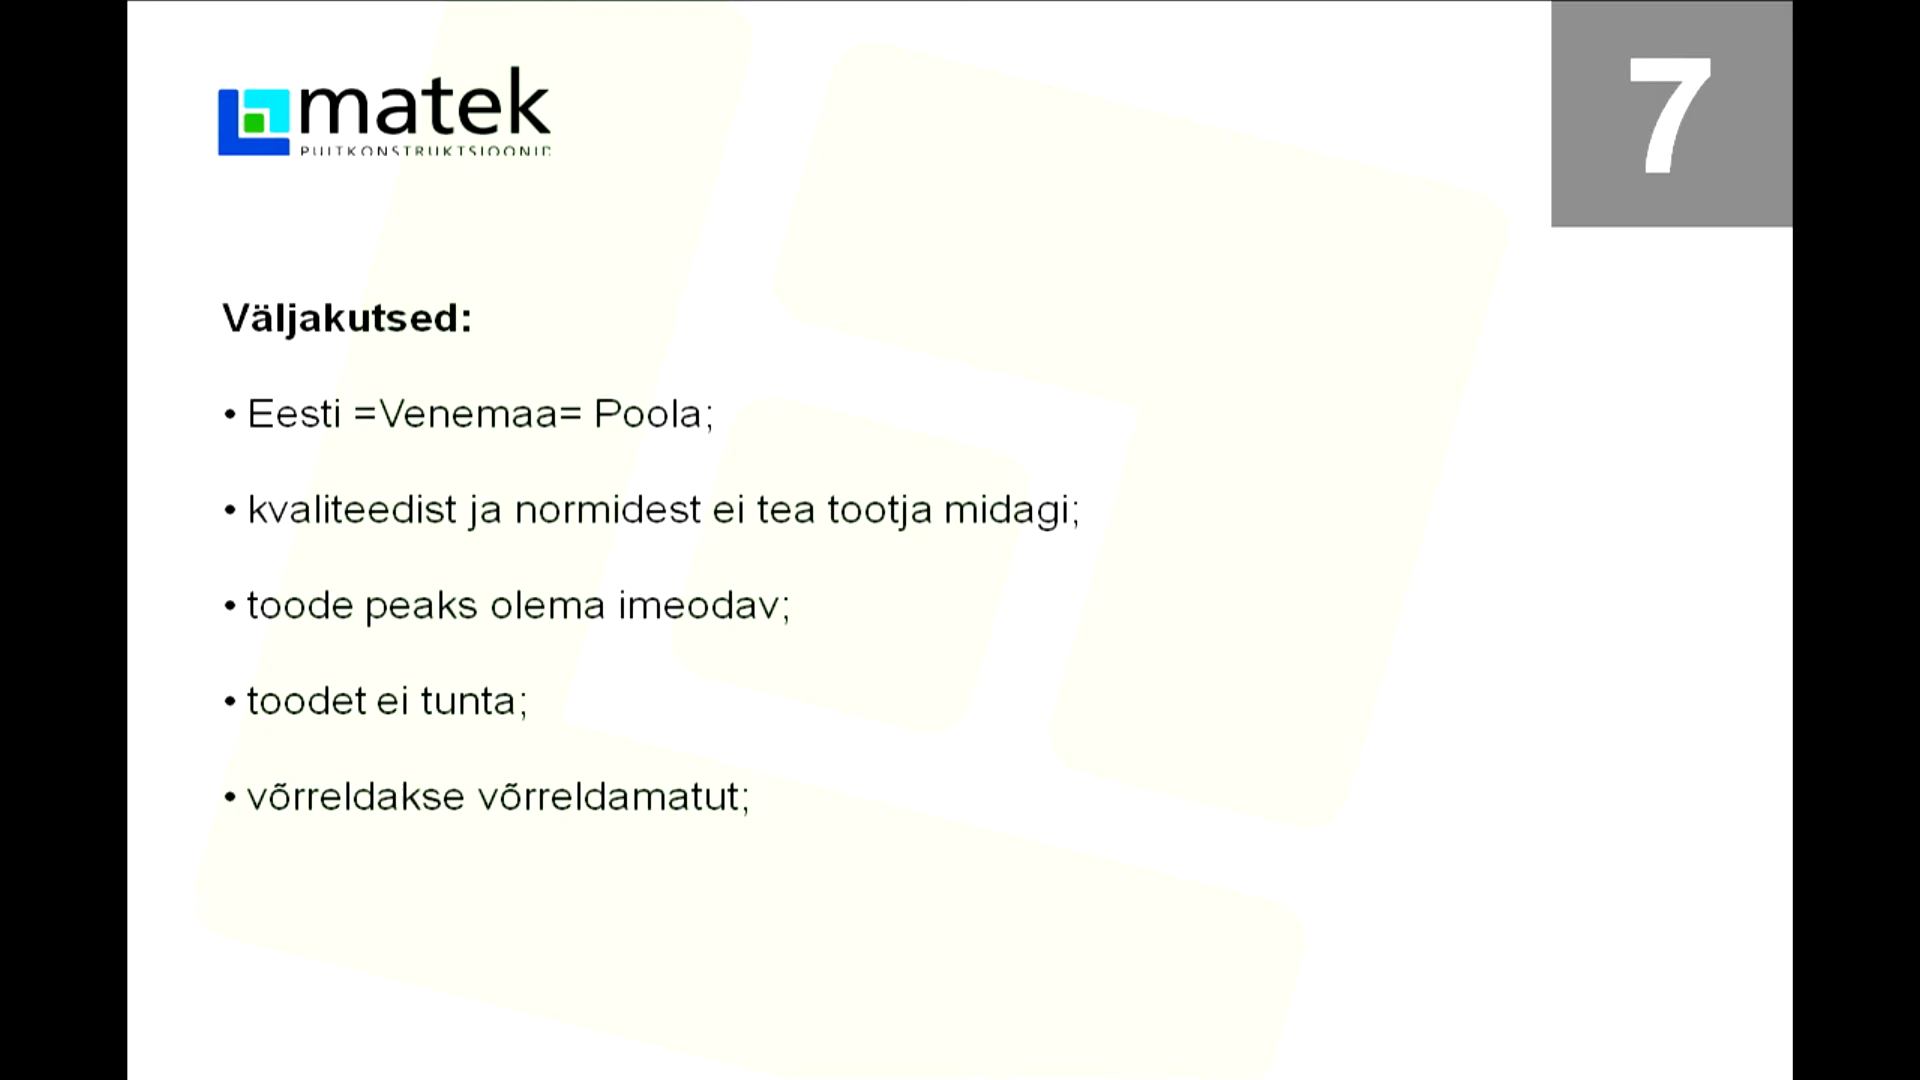 matek
PUITKONSTRUKTSIOONID
7
Väljakutsed:
• Eesti =Venemaa= Poola;
• kvaliteedist ja normidest ei tea tootja midagi;
• toode peaks olema imeodav;
• toodet ei tunta;
• võrreldakse võrreldamatut;